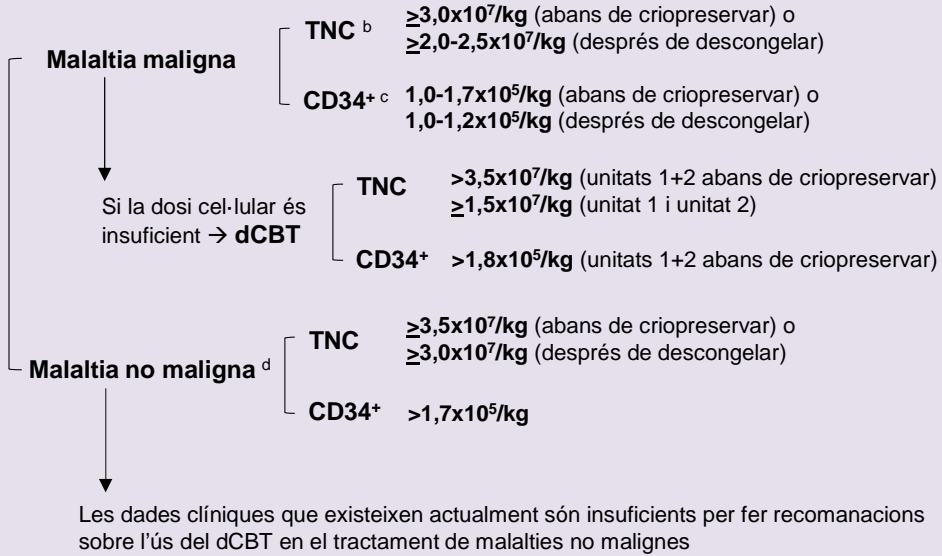 Malaltia maligna
TNC b
≥3,0x10⁷/kg (abans de criopreservar) o
≥2,0-2,5x10⁷/kg (després de descongelar)
CD34⁺ c
1,0-1,7x10⁵/kg (abans de criopreservar) o
1,0-1,2x10⁵/kg (després de descongelar)
Si la dosi cel·lular és
insuficient → dCBT
TNC
>3,5x10⁷/kg (unitats 1+2 abans de criopreservar)
≥1,5x10⁷/kg (unitat 1 i unitat 2)
CD34⁺
>1,8x10⁵/kg (unitats 1+2 abans de criopreservar)
Malaltia no maligna d
TNC
≥3,5x10⁷/kg (abans de criopreservar) o
≥3,0x10⁷/kg (després de descongelar)
CD34⁺
>1,7x10⁵/kg
Les dades clíniques que existeixen actualment són insuficients per fer recomanacions
sobre l'ús del dCBT en el tractament de malalties no malignes